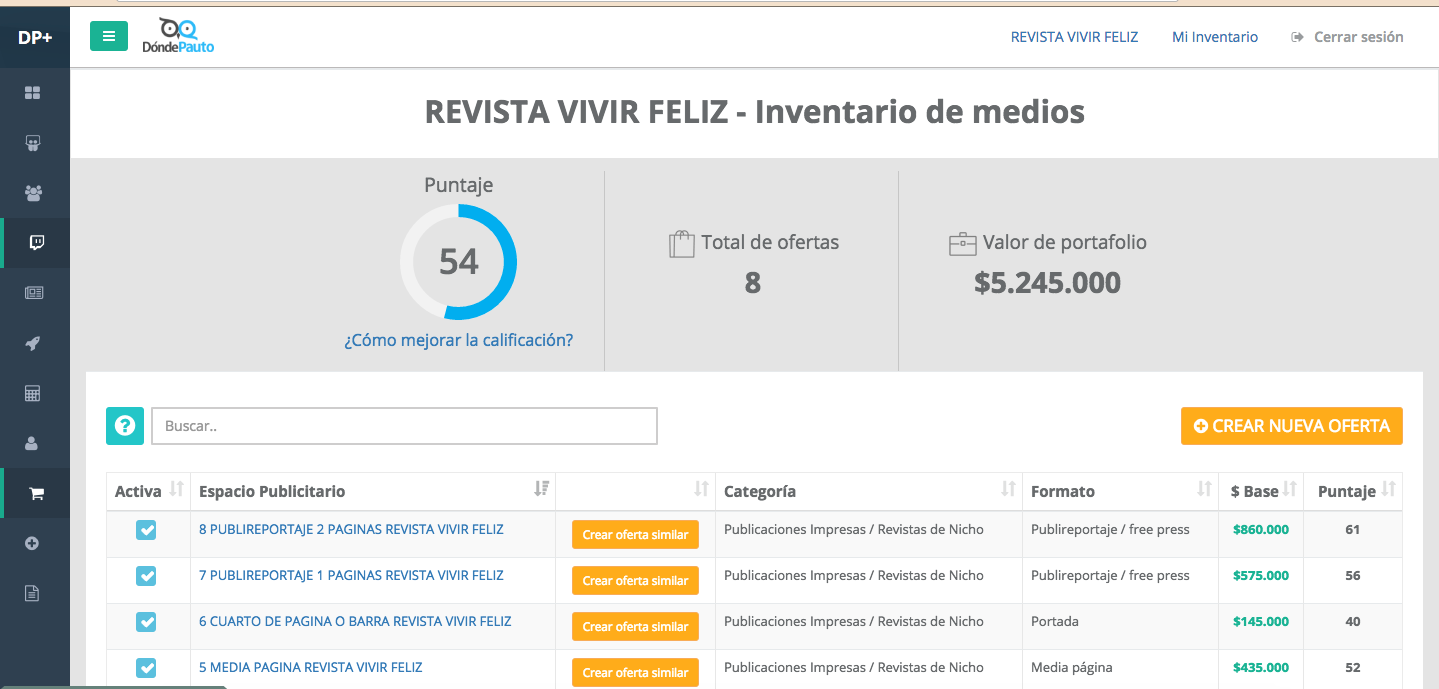 DP+
DóndePauto
REVISTA VIVIR FELIZ Mi Inventario Cerrar sesión
REVISTA VIVIR FELIZ - Inventario de medios
Puntaje
54
¿Cómo mejorar la calificación?
Total de ofertas
8
Valor de portafolio
$5.245.000
Buscar..
CREAR NUEVA OFERTA
Activa Espacio Publicitario Categoría Formato $ Base Puntaje
8 PUBLIREPORTAJE 2 PAGINAS REVISTA VIVIR FELIZ Crear oferta similar Publicaciones Impresas / Revistas de Nicho Publireportaje / free press $860.000 61
7 PUBLIREPORTAJE 1 PAGINAS REVISTA VIVIR FELIZ Crear oferta similar Publicaciones Impresas / Revistas de Nicho Publireportaje / free press $575.000 56
6 CUARTO DE PAGINA O BARRA REVISTA VIVIR FELIZ Crear oferta similar Publicaciones Impresas / Revistas de Nicho Portada $145.000 40
5 MEDIA PAGINA REVISTA VIVIR FELIZ Crear oferta similar Publicaciones Impresas / Revistas de Nicho Media página $435.000 52